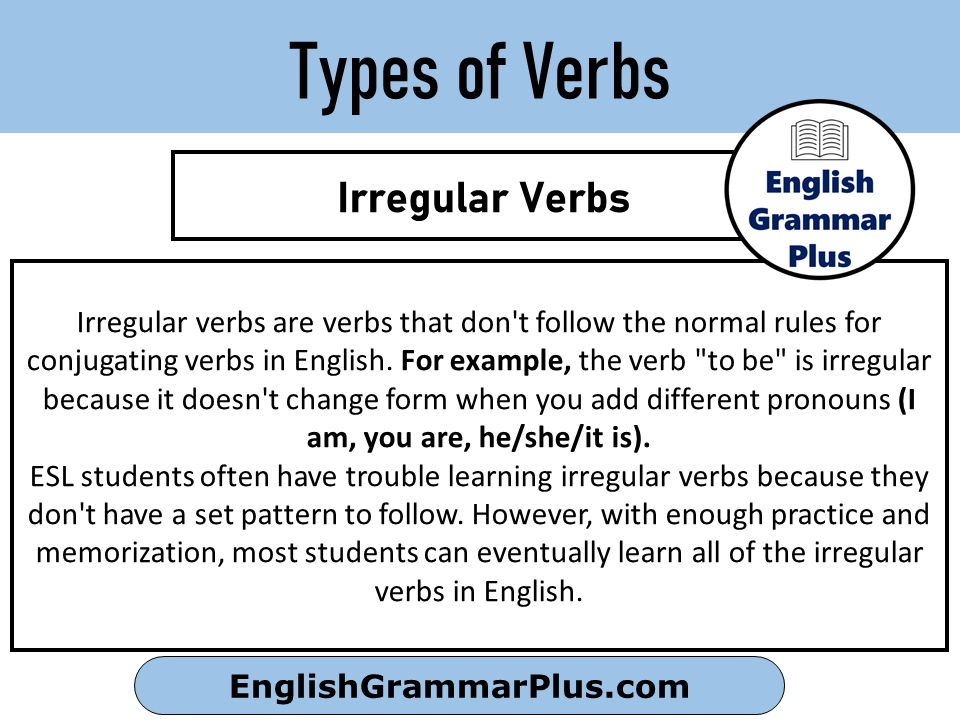 Types of Verbs
Irregular Verbs
English
Grammar
Plus
Irregular verbs are verbs that don't follow the normal rules for
conjugating verbs in English. For example, the verb "to be" is irregular
because it doesn't change form when you add different pronouns (I
am, you are, he/she/it is).
ESL students often have trouble learning irregular verbs because they
don't have a set pattern to follow. However, with enough practice and
memorization, most students can eventually learn all of the irregular
verbs in English.
EnglishGrammarPlus.com